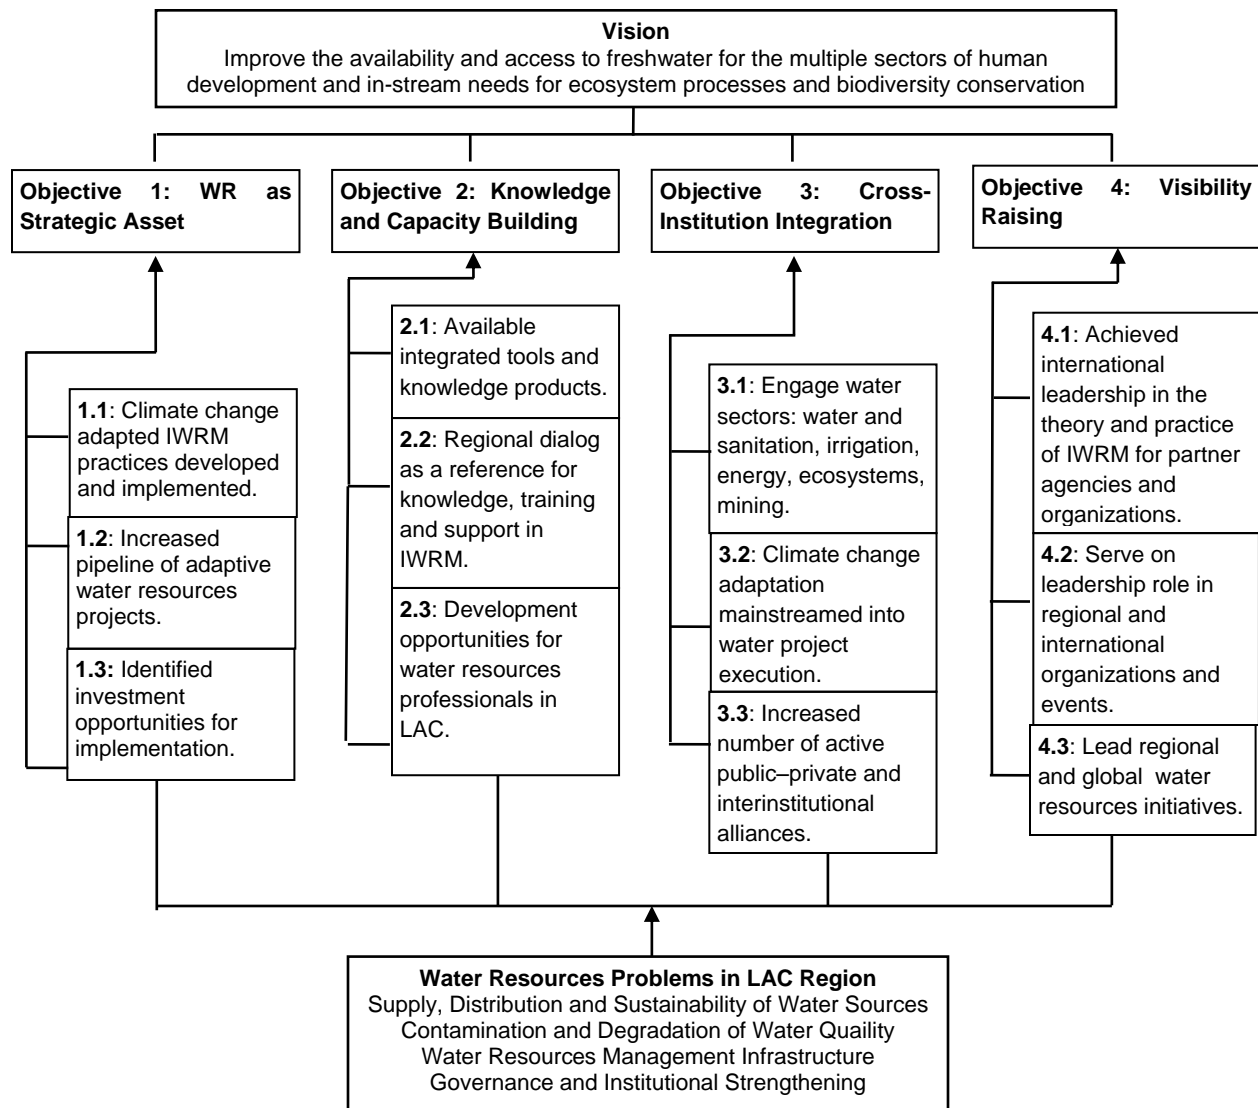 Vision
Improve the availability and access to freshwater for the multiple sectors of human
development and in-stream needs for ecosystem processes and biodiversity conservation
Objective 1: WR as
Strategic Asset
1.1: Climate change
adapted IWRM
practices developed
and implemented.
1.2: Increased
pipeline of adaptive
water resources
projects.
1.3: Identified
investment
opportunities for
implementation.
Objective 2: Knowledge
and Capacity Building
2.1: Available
integrated tools and
knowledge products.
2.2: Regional dialog
as a reference for
knowledge, training
and support in
IWRM.
2.3: Development
opportunities for
water resources
professionals in
LAC.
Objective 3: Cross-
Institution Integration
3.1: Engage water
sectors: water and
sanitation, irrigation,
energy, ecosystems,
mining.
3.2: Climate change
adaptation
mainstreamed into
water project
execution.
3.3: Increased
number of active
public–private and
interinstitutional
alliances.
Objective 4: Visibility
Raising
4.1: Achieved
international
leadership in the
theory and practice
of IWRM for partner
agencies and
organizations.
4.2: Serve on
leadership role in
regional and
international
organizations and
events.
4.3: Lead regional
and global water
resources initiatives.
Water Resources Problems in LAC Region
Supply, Distribution and Sustainability of Water Sources
Contamination and Degradation of Water Quaility
Water Resources Management Infrastructure
Governance and Institutional Strengthening